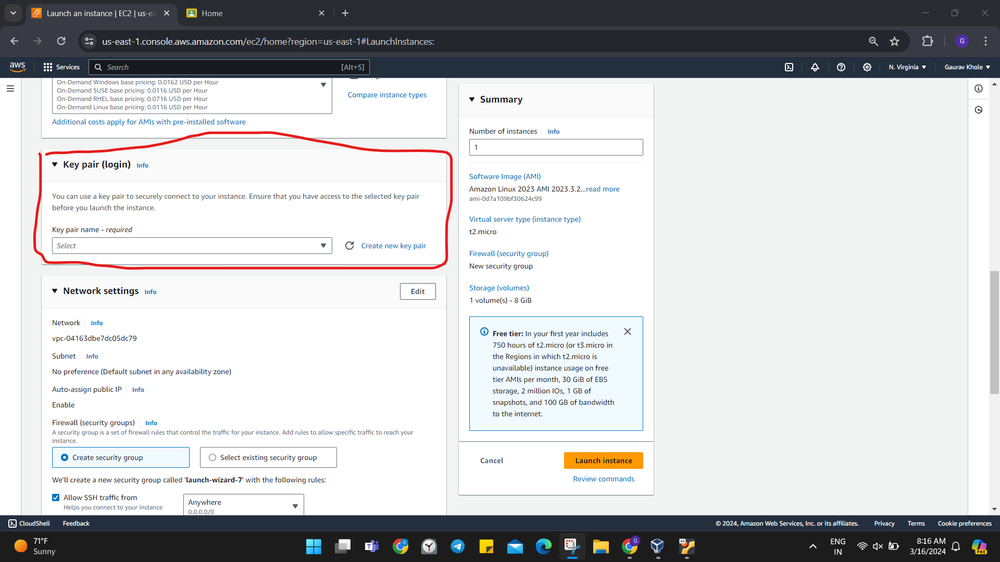 Launch an instance | EC2 | us-ea
Home
us-east-1.console.aws.amazon.com/ec2/home?region=us-east-1#LaunchInstances:
G
aws
Services
Search
[Alt+S]
N. Virginia
Gaurav Khole
On-Demand Windows base pricing: 0.0162 USD per Hour
On-Demand SUSE base pricing: 0.0116 USD per Hour
On-Demand RHEL base pricing: 0.0716 USD per Hour
On-Demand Linux base pricing: 0.0116 USD per Hour
Compare instance types
Additional costs apply for AMIs with pre-installed software
Key pair (login) Info
You can use a key pair to securely connect to your instance. Ensure that you have access to the selected key pair
before you launch the instance.
Key pair name - required
Select
Create new key pair
Network settings Info
Edit
Network Info
vpc-04163dbe7dc05dc79
Subnet Info
No preference (Default subnet in any availability zone)
Auto-assign public IP Info
Enable
Firewall (security groups) Info
A security group is a set of firewall rules that control the traffic for your instance. Add rules to allow specific traffic to reach your
instance.
Create security group
Select existing security group
We'll create a new security group called 'launch-wizard-7' with the following rules:
Allow SSH traffic from
Helps you connect to your instance
Anywhere
0.0.0.0/0
Summary
Number of instances Info
1
Software Image (AMI)
Amazon Linux 2023 AMI 2023.3.2...read more
ami-0d7a109bf30624c99
Virtual server type (instance type)
t2.micro
Firewall (security group)
New security group
Storage (volumes)
1 volume(s) - 8 GiB
Free tier: In your first year includes
750 hours of t2.micro (or t3.micro in
the Regions in which t2.micro is
unavailable) instance usage on free
tier AMIs per month, 30 GiB of EBS
storage, 2 million IOs, 1 GB of
snapshots, and 100 GB of bandwidth
to the internet.
Cancel
Launch instance
Review commands
CloudShell
Feedback
© 2024, Amazon Web Services, Inc. or its affiliates.
Privacy
Terms
Cookie preferences
71°F
Sunny
ENG
IN
8:16 AM
3/16/2024
PRE